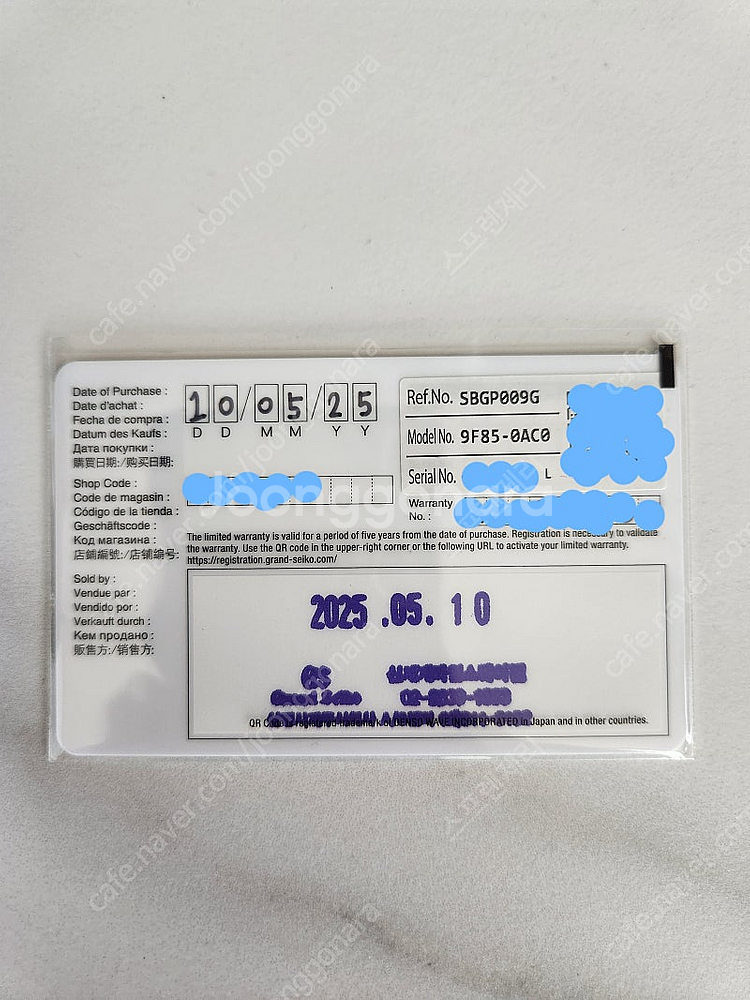 Date of Purchase :
Date d'achat :
Fecha de compra :
Datum des Kaufs :
Дата покупки :
購買日期:/购买日期:
10/05/25
D D M M Y Y
Ref.No. SBGP009G
Model No. 9F85-0AC0
Serial No. L
Warranty No. :
Shop Code :
Code de magasin :
Código de la tienda :
Geschäftscode :
Код магазина :
店鋪編號:/店铺编号:
The limited warranty is valid for a period of five years from the date of purchase. Registration is necessary to validate
the warranty. Use the QR code in the upper-right corner or the following URL to activate your limited warranty.
https://registration.grand-seiko.com/
Sold by :
Vendue par :
Vendido por :
Verkauft durch :
Кем продано :
販售方:/销售方:
2025 .05. 10
QR Code is registered trademark of DENSO WAVE INCORPORATED in Japan and in other countries.
joonggonara
cafe.naver.com/joonggonara
스프링제리